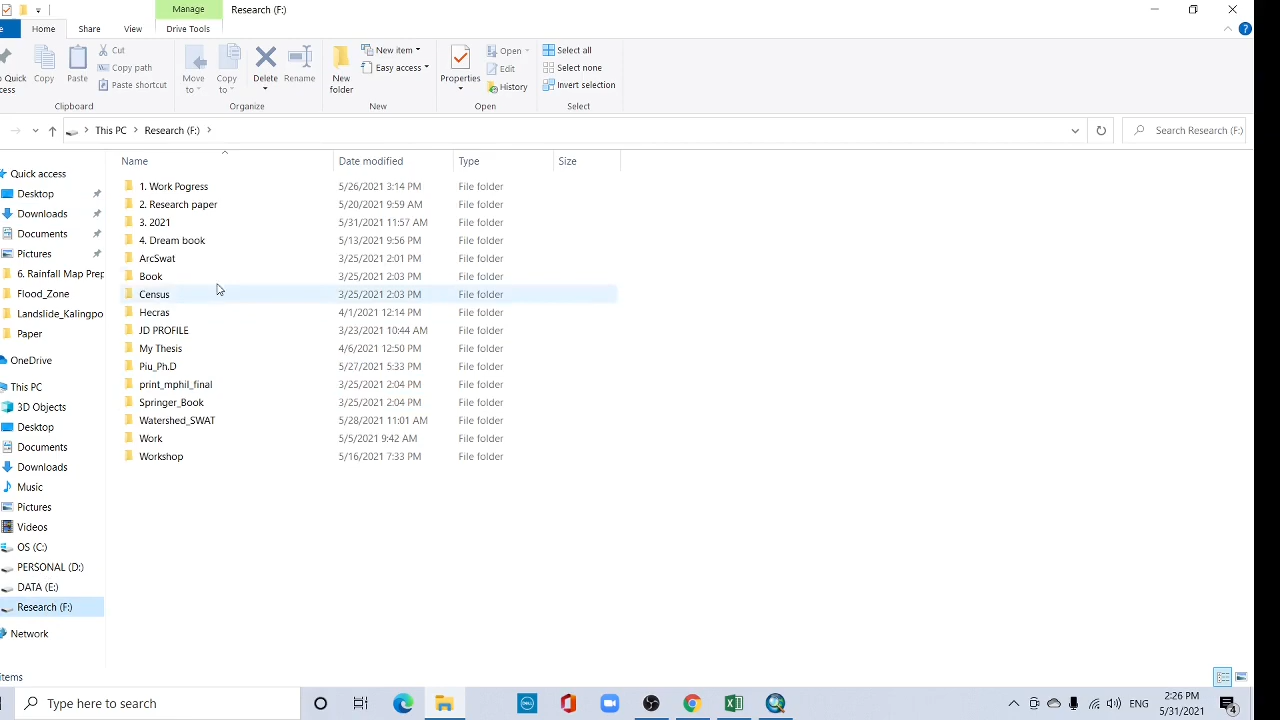 Manage
Research (F:)
Home
Share
View
Drive Tools
Quick
Copy
Paste
Cut
Copy path
Paste shortcut
Move to
Copy to
Delete
Rename
New folder
New item
Easy access
Properties
Open
Edit
History
Select all
Select none
Invert selection
Clipboard
Organize
New
Open
Select
This PC > Research (F:) >
Search Research (F:)
Name Date modified Type Size
1. Work Pogress 5/26/2021 3:14 PM File folder
2. Research paper 5/20/2021 9:59 AM File folder
3. 2021 5/31/2021 11:57 AM File folder
4. Dream book 5/13/2021 9:56 PM File folder
ArcSwat 3/25/2021 2:01 PM File folder
Book 3/25/2021 2:03 PM File folder
Census 3/25/2021 2:03 PM File folder
Hecras 4/1/2021 12:14 PM File folder
JD PROFILE 3/23/2021 10:44 AM File folder
My Thesis 4/6/2021 12:50 PM File folder
Piu_Ph.D 5/27/2021 5:33 PM File folder
print_mphil_final 3/25/2021 2:04 PM File folder
Springer_Book 3/25/2021 2:04 PM File folder
Watershed_SWAT 5/28/2021 11:01 AM File folder
Work 5/5/2021 9:42 AM File folder
Workshop 5/16/2021 7:33 PM File folder
Quick access
Desktop
Downloads
Documents
Pictures
6. Rainfall Map Prep
Flood_Zone
Landslide_Kalingpo
Paper
OneDrive
This PC
3D Objects
Desktop
Documents
Downloads
Music
Pictures
Videos
OS (C:)
PERSONAL (D:)
DATA (E:)
Research (F:)
Network
items
Type here to search
DELL
ENG
2:26 PM
5/31/2021
4